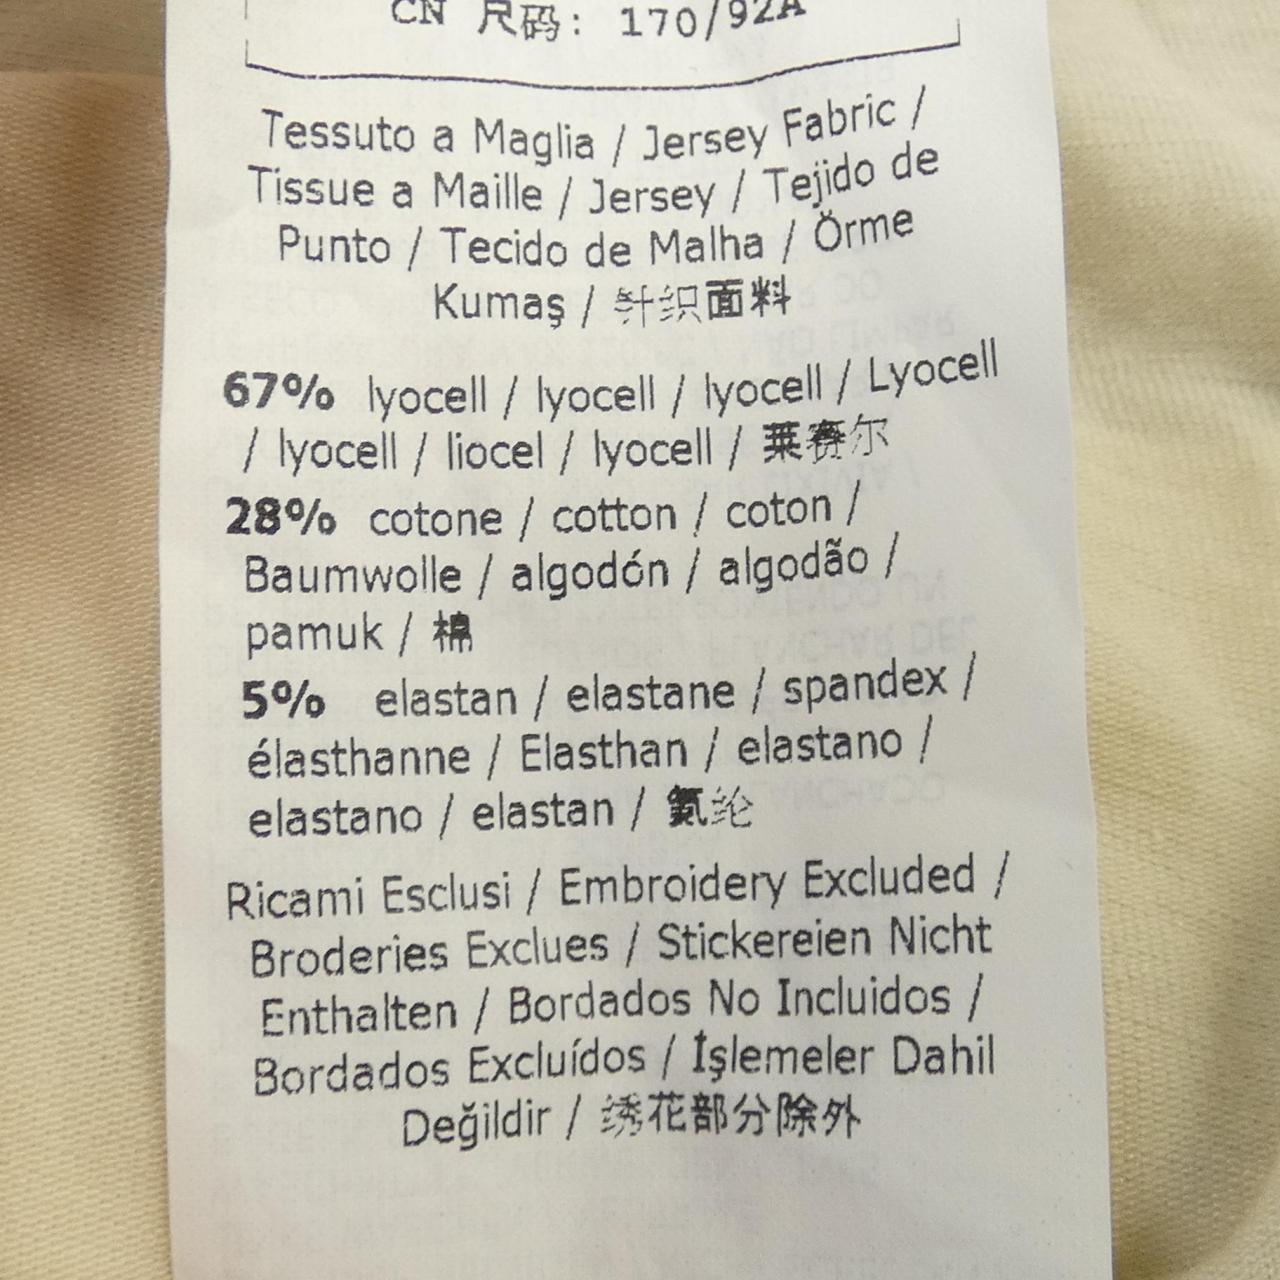 CN 尺码: 170/92A
Tessuto a Maglia / Jersey Fabric /
Tissue a Maille / Jersey / Tejido de
Punto / Tecido de Malha / Örme
Kumaş / 针织面料
67% lyocell / lyocell / lyocell / Lyocell
/ lyocell / liocel / lyocell / 莱赛尔
28% cotone / cotton / coton /
Baumwolle / algodón / algodão /
pamuk / 棉
5% elastan / elastane / spandex /
élasthanne / Elasthan / elastano /
elastano / elastan / 氨纶
Ricami Esclusi / Embroidery Excluded /
Broderies Exclues / Stickereien Nicht
Enthalten / Bordados No Incluidos /
Bordados Excluídos / İşlemeler Dahil
Değildir / 绣花部分除外